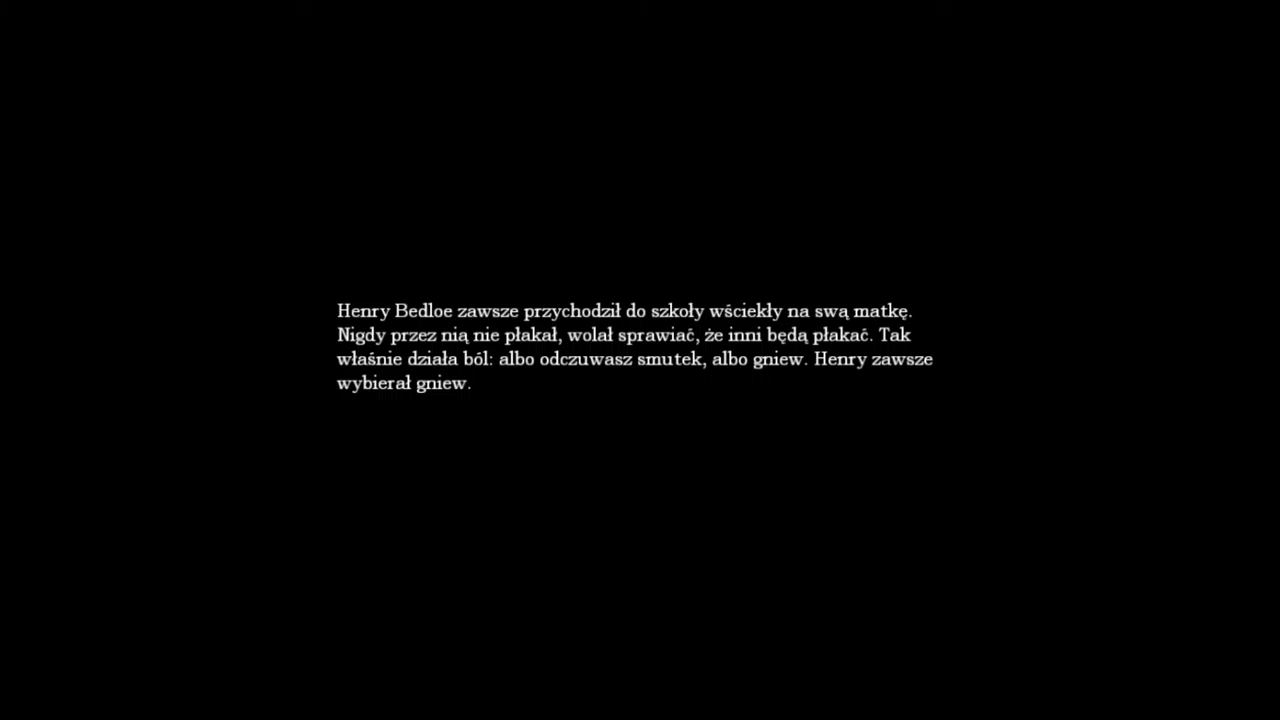 Henry Bedloe zawsze przychodził do szkoły wściekły na swą matkę.
Nigdy przez nią nie płakał, wolał sprawiać, że inni będą płakać. Tak
właśnie działa ból: albo odczuwasz smutek, albo gniew. Henry zawsze
wybierał gniew.